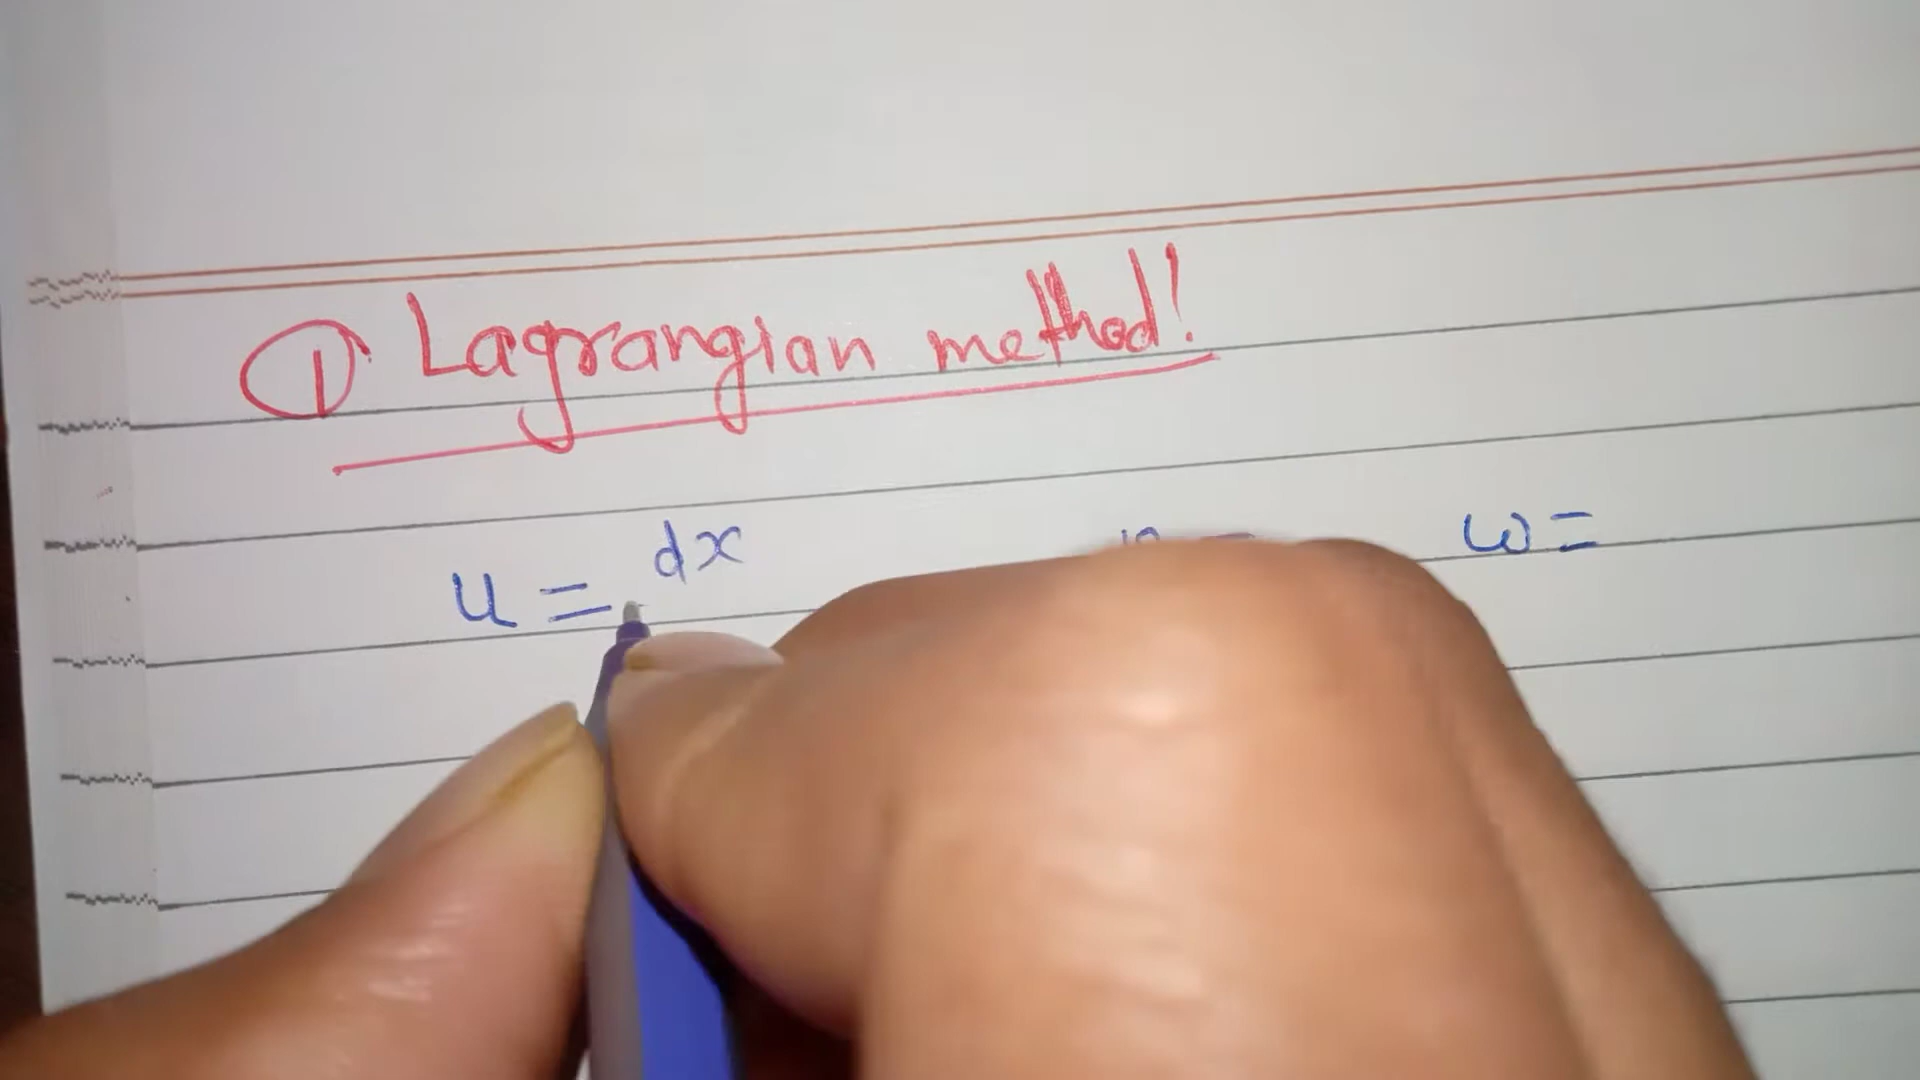 ① Lagrangian method!
u = dx ω =